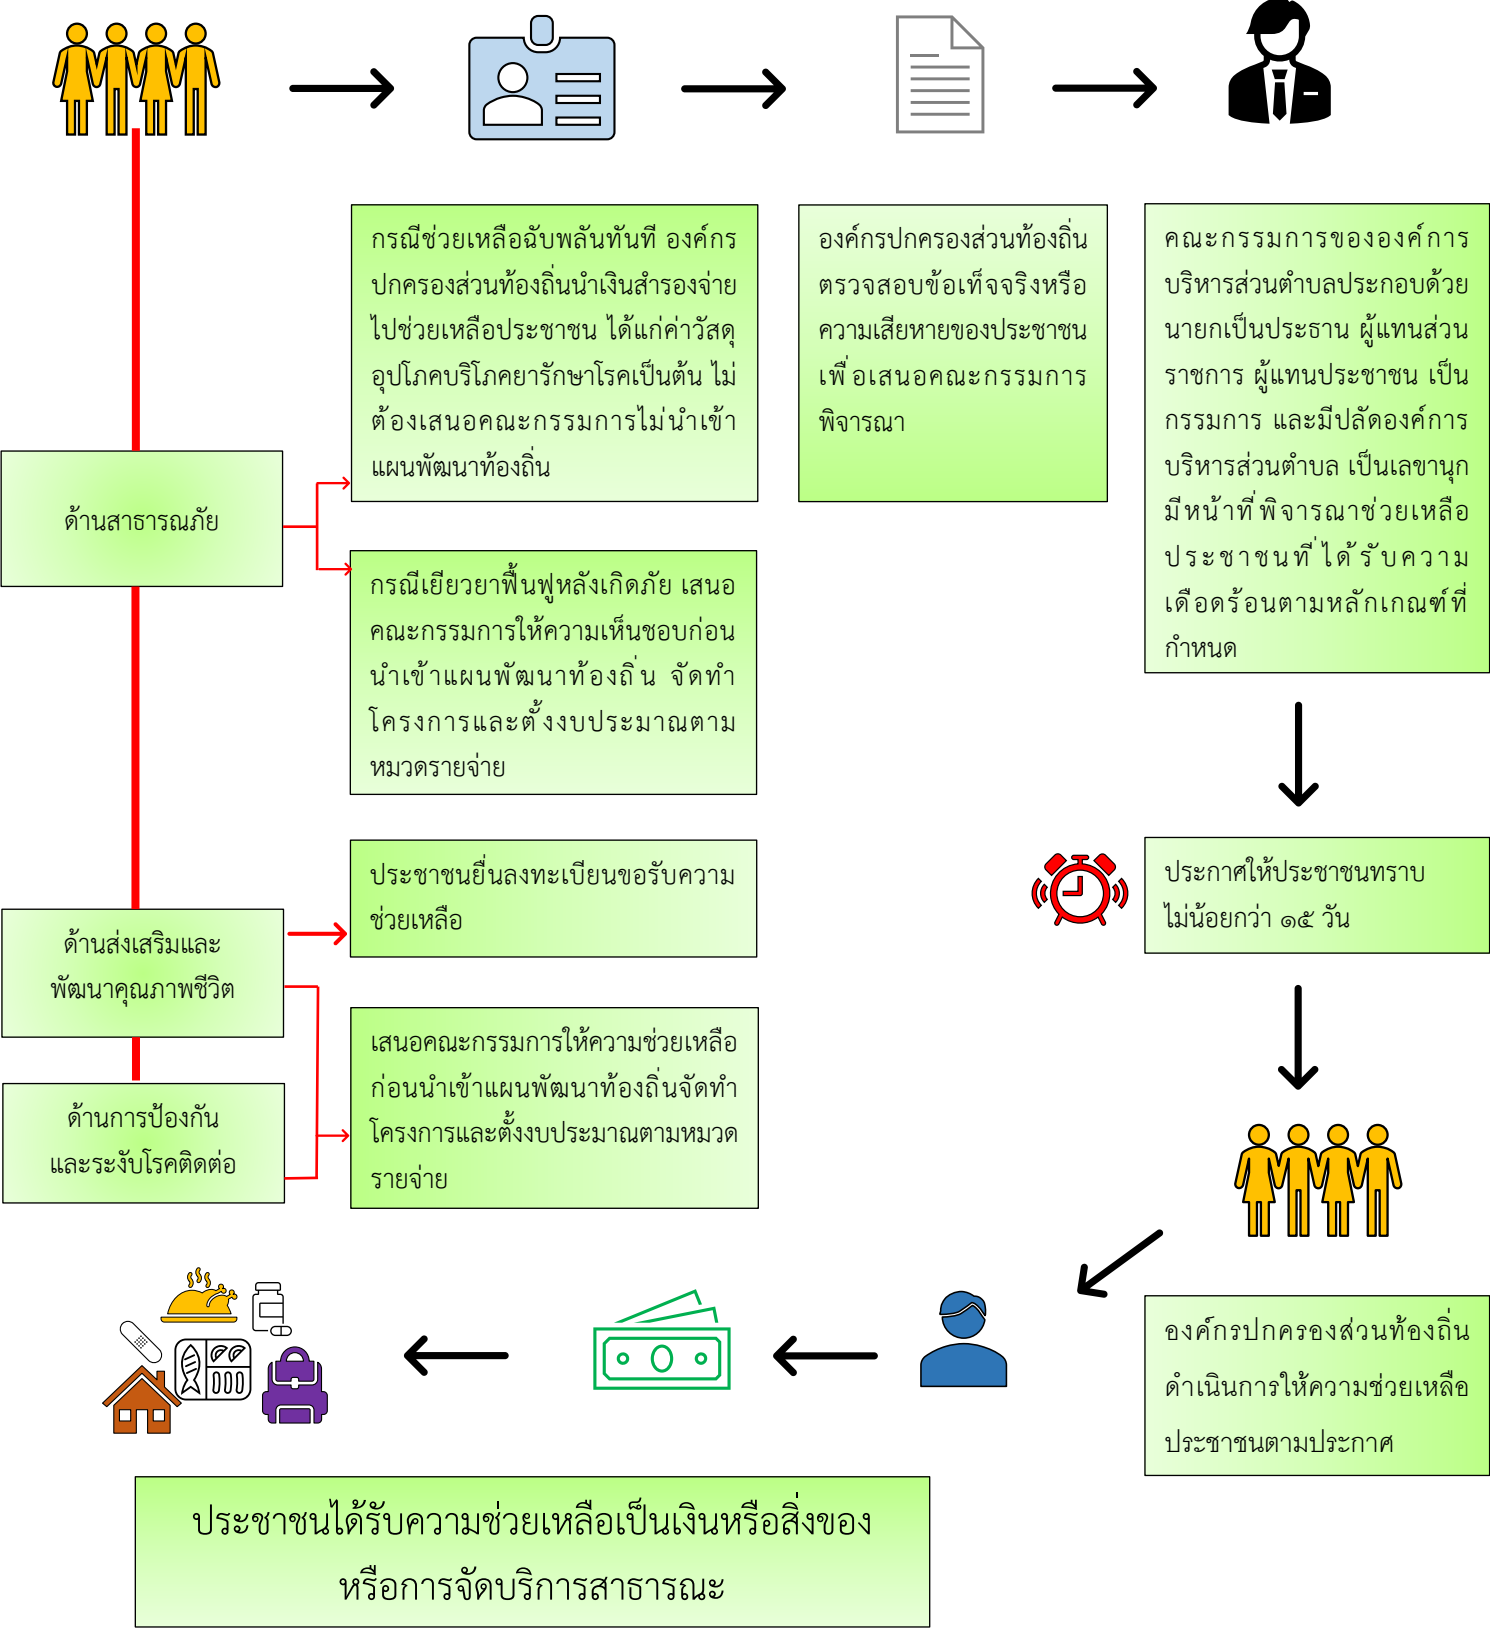 กรณีช่วยเหลือฉับพลันทันที องค์กร
ปกครองส่วนท้องถิ่นนำเงินสำรองจ่าย
ไปช่วยเหลือประชาชน ได้แก่ค่าวัสดุ
อุปโภคบริโภคยารักษาโรคเป็นต้น ไม่
ต้องเสนอคณะกรรมการไม่นำเข้า
แผนพัฒนาท้องถิ่น
องค์กรปกครองส่วนท้องถิ่น
ตรวจสอบข้อเท็จจริงหรือ
ความเสียหายของประชาชน
เพื่อเสนอคณะกรรมการ
พิจารณา
คณะกรรมการขององค์การ
บริหารส่วนตำบลประกอบด้วย
นายกเป็นประธาน ผู้แทนส่วน
ราชการ ผู้แทนประชาชน เป็น
กรรมการ และมีปลัดองค์การ
บริหารส่วนตำบล เป็นเลขานุก
มีหน้าที่พิจารณาช่วยเหลือ
ประชาชนที่ได้รับความ
เดือดร้อนตามหลักเกณฑ์ที่
กำหนด
ด้านสาธารณภัย
กรณีเยียวยาฟื้นฟูหลังเกิดภัย เสนอ
คณะกรรมการให้ความเห็นชอบก่อน
นำเข้าแผนพัฒนาท้องถิ่น จัดทำ
โครงการและตั้งงบประมาณตาม
หมวดรายจ่าย
ประชาชนยื่นลงทะเบียนขอรับความ
ช่วยเหลือ
ประกาศให้ประชาชนทราบ
ไม่น้อยกว่า ๑๕ วัน
ด้านส่งเสริมและ
พัฒนาคุณภาพชีวิต
เสนอคณะกรรมการให้ความช่วยเหลือ
ก่อนนำเข้าแผนพัฒนาท้องถิ่นจัดทำ
โครงการและตั้งงบประมาณตามหมวด
รายจ่าย
ด้านการป้องกัน
และระงับโรคติดต่อ
องค์กรปกครองส่วนท้องถิ่น
ดำเนินการให้ความช่วยเหลือ
ประชาชนตามประกาศ
ประชาชนได้รับความช่วยเหลือเป็นเงินหรือสิ่งของ
หรือการจัดบริการสาธารณะ